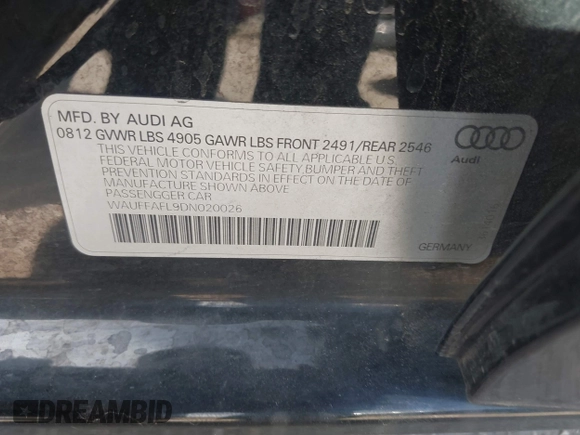 MFD. BY AUDI AG
0812 GVWR LBS 4905 GAWR LBS FRONT 2491/REAR 2546
THIS VEHICLE CONFORMS TO ALL APPLICABLE U.S.
FEDERAL MOTOR VEHICLE SAFETY,BUMPER AND THEFT
PREVENTION STANDARDS IN EFFECT ON THE DATE OF
MANUFACTURE SHOWN ABOVE
PASSENGGER CAR
WAUFFAFL9DN020026
Audi
GERMANY
DREAMBID